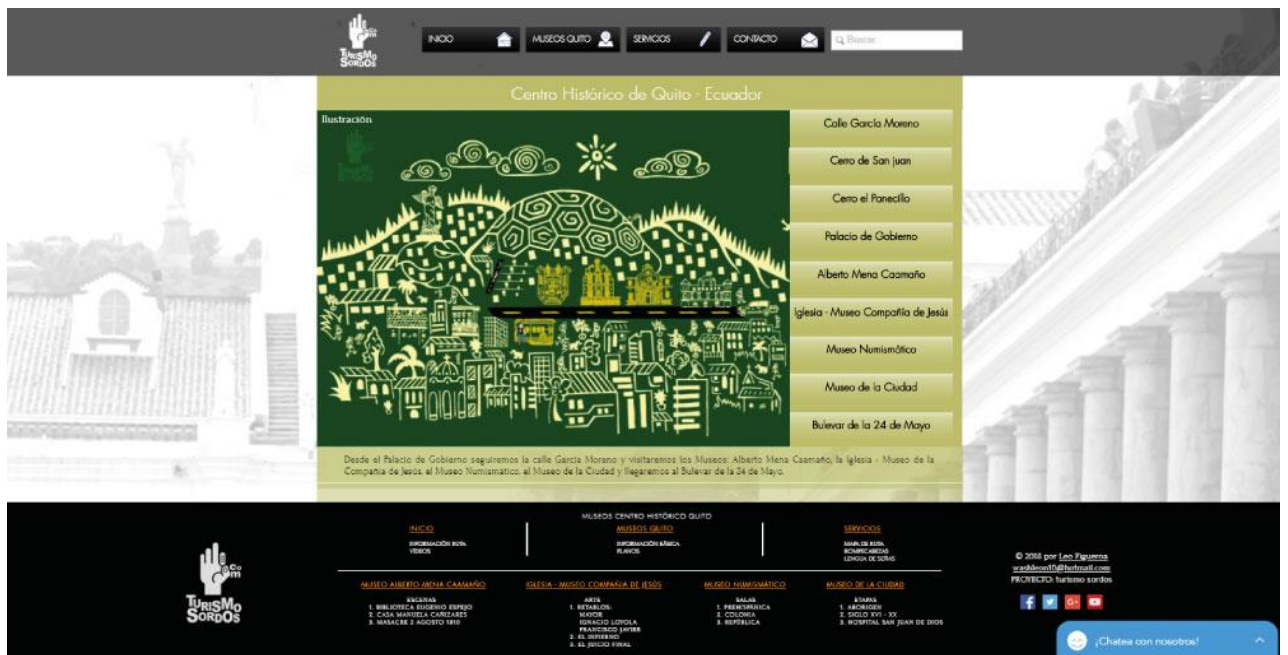 Com
TURISMO
SORDOS
INICIO
MUSEOS QUITO
SERVICIOS
CONTACTO
Buscar
Centro Histórico de Quito - Ecuador
Ilustración
Calle García Moreno
Cerro de San juan
Cerro el Panecillo
Palacio de Gobierno
Alberto Mena Caamaño
Iglesia - Museo Compañía de Jesús
Museo Numismático
Museo de la Ciudad
Bulevar de la 24 de Mayo
Desde el Palacio de Gobierno seguiremos la calle García Moreno y visitaremos los Museos: Alberto Mena Caamaño, la Iglesia - Museo de la
Compañía de Jesús, el Museo Numismático, el Museo de la Ciudad y llegaremos al Bulevar de la 24 de Mayo.
MUSEOS CENTRO HISTÓRICO QUITO
INICIO
INFORMACIÓN RUTA
VÍDEOS
MUSEOS QUITO
INFORMACIÓN BÁSICA
PLANOS
SERVICIOS
MAPA DE RUTA
ROMPECABEZAS
LENGUA DE SEÑAS
MUSEO ALBERTO MENA CAAMAÑO
ESCENAS
1. BIBLIOTECA EUGENIO ESPEJO
2. CASA MANUELA CAÑIZARES
3. MASACRE 2 AGOSTO 1810
IGLESIA - MUSEO COMPAÑÍA DE JESÚS
ARTE
1. RETABLOS:
MAYOR
IGNACIO LOYOLA
FRANCISCO JAVIER
2. EL INFIERNO
3. EL JUICIO FINAL
MUSEO NUMISMÁTICO
SALAS
1. PREHISPÁNICA
2. COLONIA
3. REPÚBLICA
MUSEO DE LA CIUDAD
ETAPAS
1. ABORIGEN
2. SIGLO XVI - XX
3. HOSPITAL SAN JUAN DE DIOS
Com
TURISMO
SORDOS
© 2015 por Leo Figueroa
washleon15@hotmail.com
PROYECTO: turismo sordos
¡Chatea con nosotros!